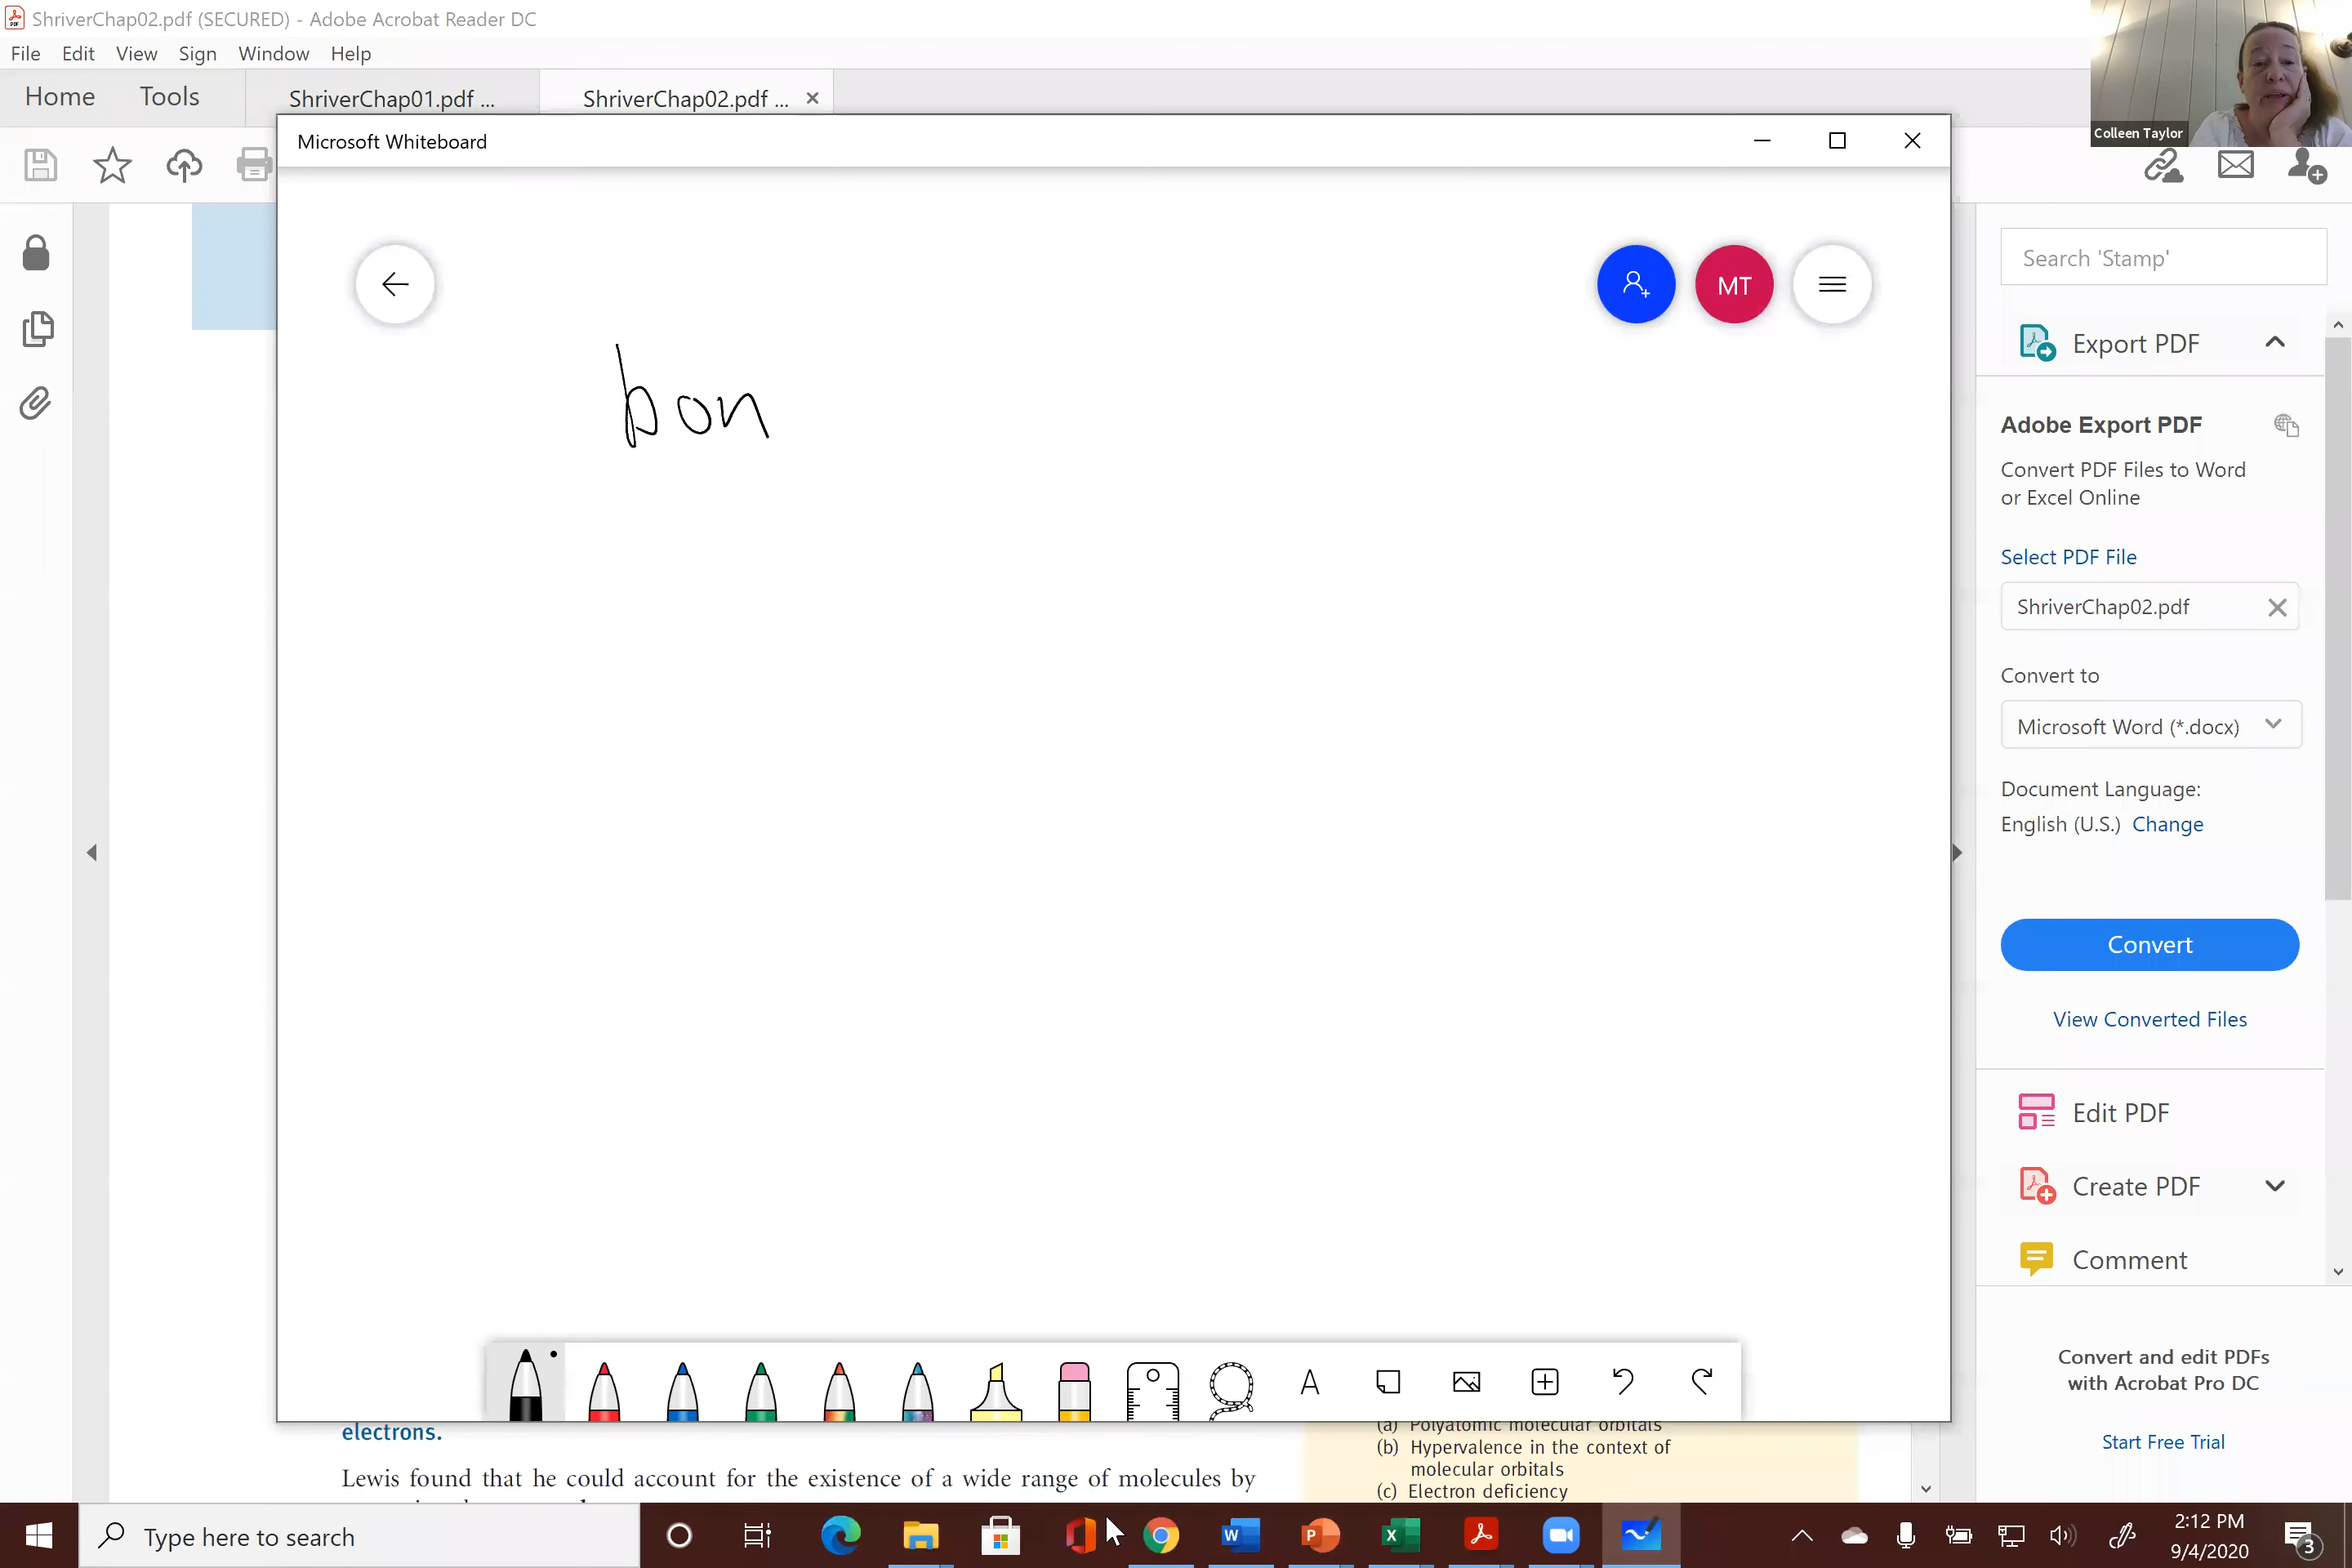 ShriverChap02.pdf (SECURED) - Adobe Acrobat Reader DC
File Edit View Sign Window Help
Home Tools ShriverChap01.pdf ... ShriverChap02.pdf ...
Colleen Taylor
Microsoft Whiteboard
MT
bon
Search 'Stamp'
Export PDF
Adobe Export PDF
Convert PDF Files to Word
or Excel Online
Select PDF File
ShriverChap02.pdf
Convert to
Microsoft Word (*.docx)
Document Language:
English (U.S.) Change
Convert
View Converted Files
Edit PDF
Create PDF
Comment
Convert and edit PDFs
with Acrobat Pro DC
Start Free Trial
A
electrons.
Lewis found that he could account for the existence of a wide range of molecules by
(a) Polyatomic molecular orbitals
(b) Hypervalence in the context of
molecular orbitals
(c) Electron deficiency
Type here to search
W P X
2:12 PM
9/4/2020
3